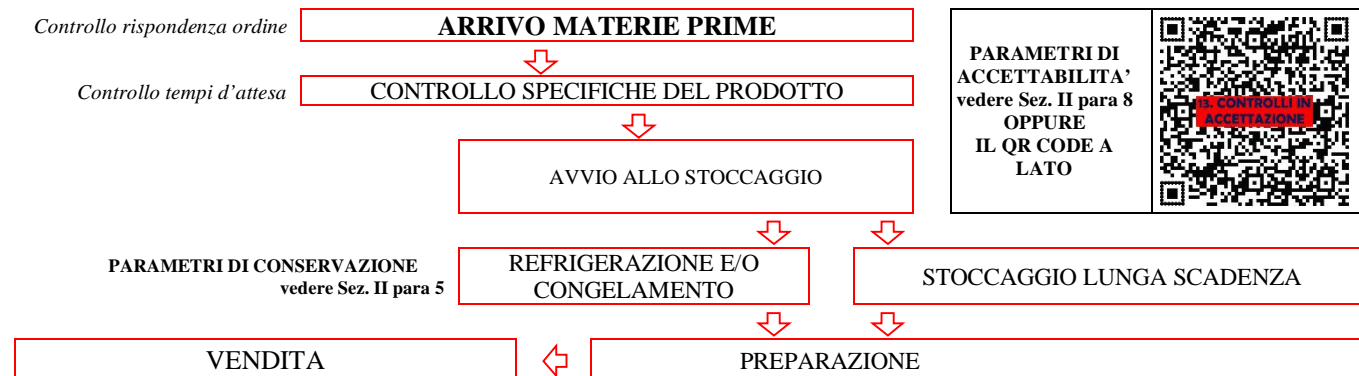 Controllo rispondenza ordine
ARRIVO MATERIE PRIME
Controllo tempi d'attesa
CONTROLLO SPECIFICHE DEL PRODOTTO
PARAMETRI DI
ACCETTABILITA’
vedere Sez. II para 8
OPPURE
IL QR CODE A
LATO
13. CONTROLLI IN
ACCETTAZIONE
AVVIO ALLO STOCCAGGIO
PARAMETRI DI CONSERVAZIONE
vedere Sez. II para 5
REFRIGERAZIONE E/O
CONGELAMENTO
STOCCAGGIO LUNGA SCADENZA
VENDITA
PREPARAZIONE